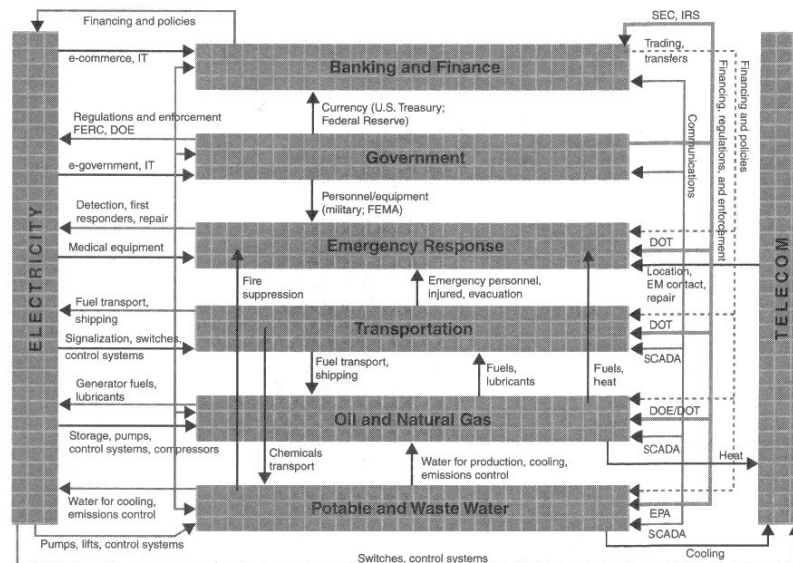 Financing and policies
SEC, IRS
e-commerce, IT
Banking and Finance
Trading,
transfers
Currency (U.S. Treasury;
Federal Reserve)
Regulations and enforcement
FERC, DOE
Government
e-government, IT
Personnel/equipment
(military; FEMA)
Detection, first
responders, repair
Emergency Response
Medical equipment
DOT
Location,
EM contact,
repair
Fire
suppression
Emergency personnel,
injured, evacuation
Fuel transport,
shipping
Transportation
DOT
Signalization, switches,
control systems
SCADA
Fuel transport,
shipping
Fuels,
lubricants
Fuels,
heat
Generator fuels,
lubricants
Oil and Natural Gas
DOE/DOT
Storage, pumps,
control systems, compressors
SCADA
Heat
Chemicals
transport
Water for production, cooling,
emissions control
Water for cooling,
emissions control
Potable and Waste Water
EPA
SCADA
Pumps, lifts, control systems
Cooling
Switches, control systems
ELECTRICITY
Communications
Financing, regulations, and enforcement
Financing and policies
TELECOM